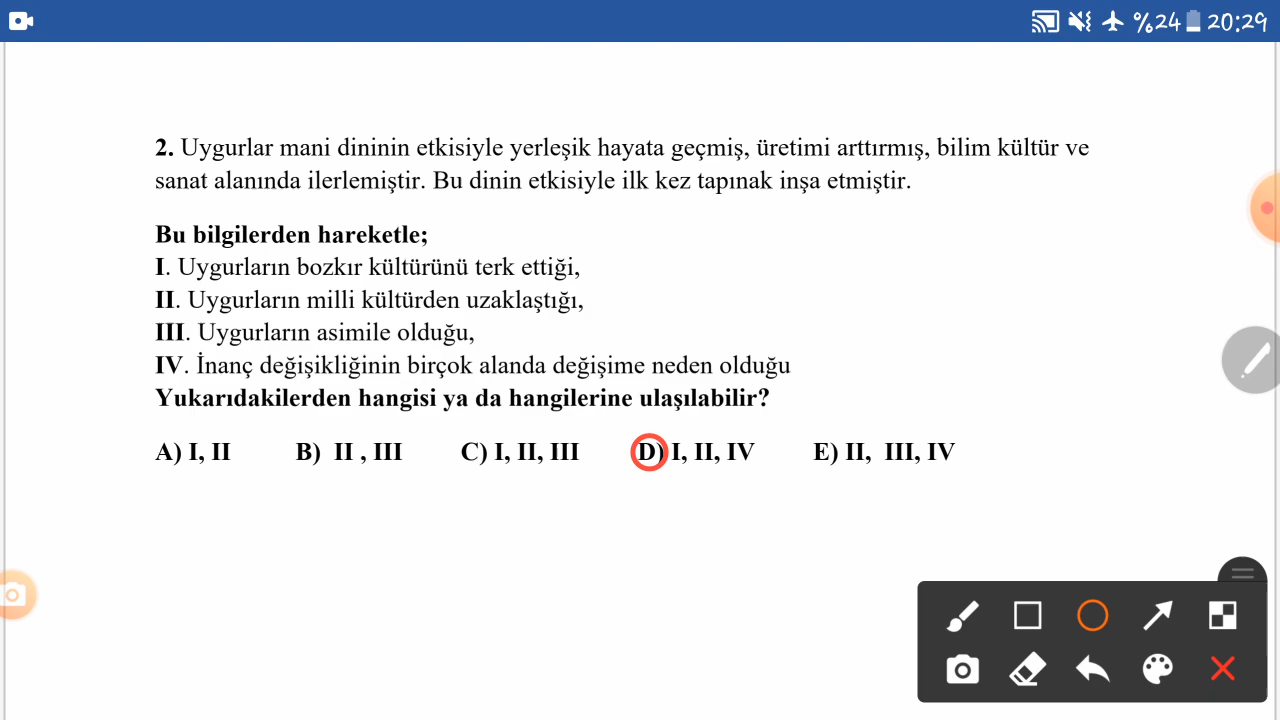 %24 20:29
2. Uygurlar mani dininin etkisiyle yerleşik hayata geçmiş, üretimi arttırmış, bilim kültür ve
sanat alanında ilerlemiştir. Bu dinin etkisiyle ilk kez tapınak inşa etmiştir.
Bu bilgilerden hareketle;
I. Uygurların bozkır kültürünü terk ettiği,
II. Uygurların milli kültürden uzaklaştığı,
III. Uygurların asimile olduğu,
IV. İnanç değişikliğinin birçok alanda değişime neden olduğu
Yukarıdakilerden hangisi ya da hangilerine ulaşılabilir?
A) I, II B) II , III C) I, II, III D) I, II, IV E) II, III, IV